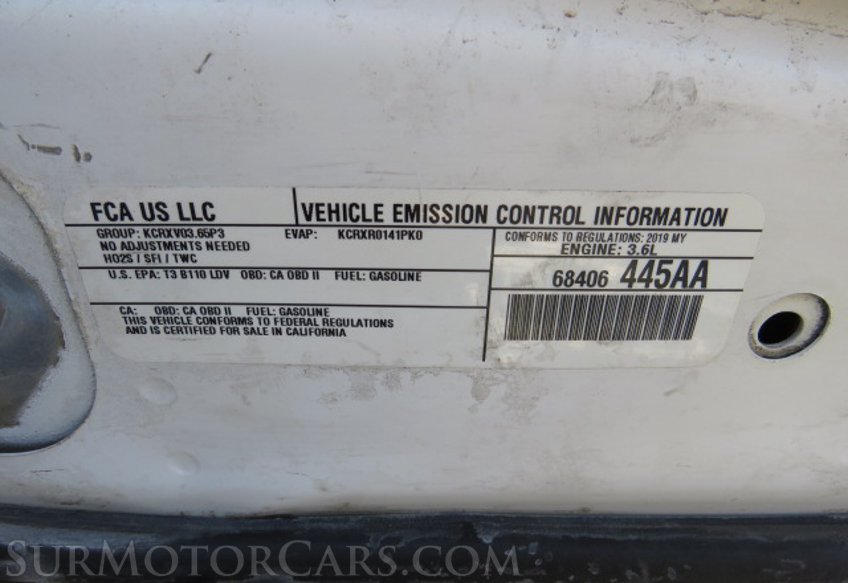 FCA US LLC
VEHICLE EMISSION CONTROL INFORMATION
GROUP: KCRXV03.65P3 EVAP: KCRXR0141PK0
NO ADJUSTMENTS NEEDED
HO2S / SFI / TWC
CONFORMS TO REGULATIONS: 2019 MY
ENGINE: 3.6L
U.S. EPA: T3 B110 LDV OBD: CA OBD II FUEL: GASOLINE
68406 445AA
CA: OBD: CA OBD II FUEL: GASOLINE
THIS VEHICLE CONFORMS TO FEDERAL REGULATIONS
AND IS CERTIFIED FOR SALE IN CALIFORNIA
SURMOTORCARS.COM